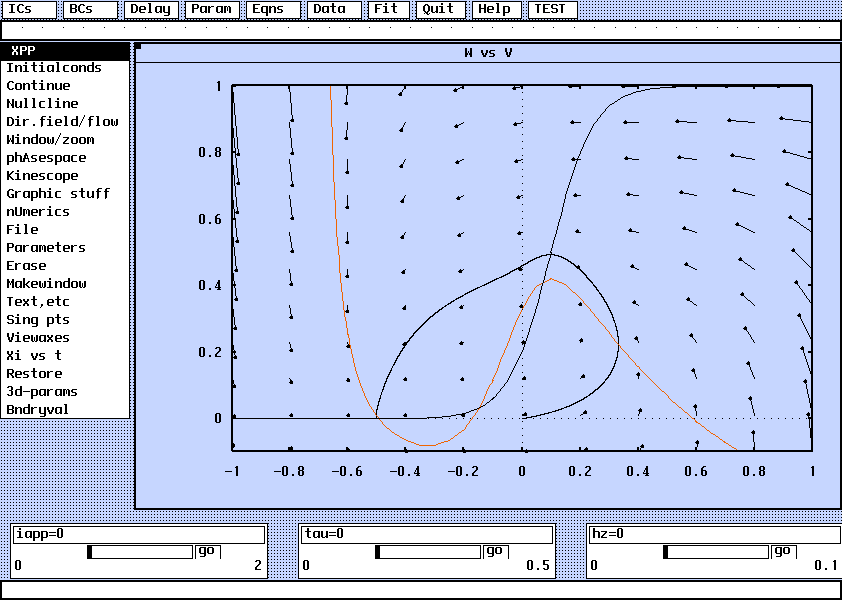 ICs BCs Delay Param Eqns Data Fit Quit Help TEST
W vs V
XPP
Initialconds
Continue
Nullcline
Dir.field/flow
Window/zoom
phAsespace
Kinescope
Graphic stuff
nUmerics
File
Parameters
Erase
Makewindow
Text,etc
Sing pts
Viewaxes
Xi vs t
Restore
3d-params
Bndryval
1
0.8
0.6
0.4
0.2
0
-1 -0.8 -0.6 -0.4 -0.2 0 0.2 0.4 0.6 0.8 1
iapp=0
go
0 2
tau=0
go
0 0.5
hz=0
go
0 0.1